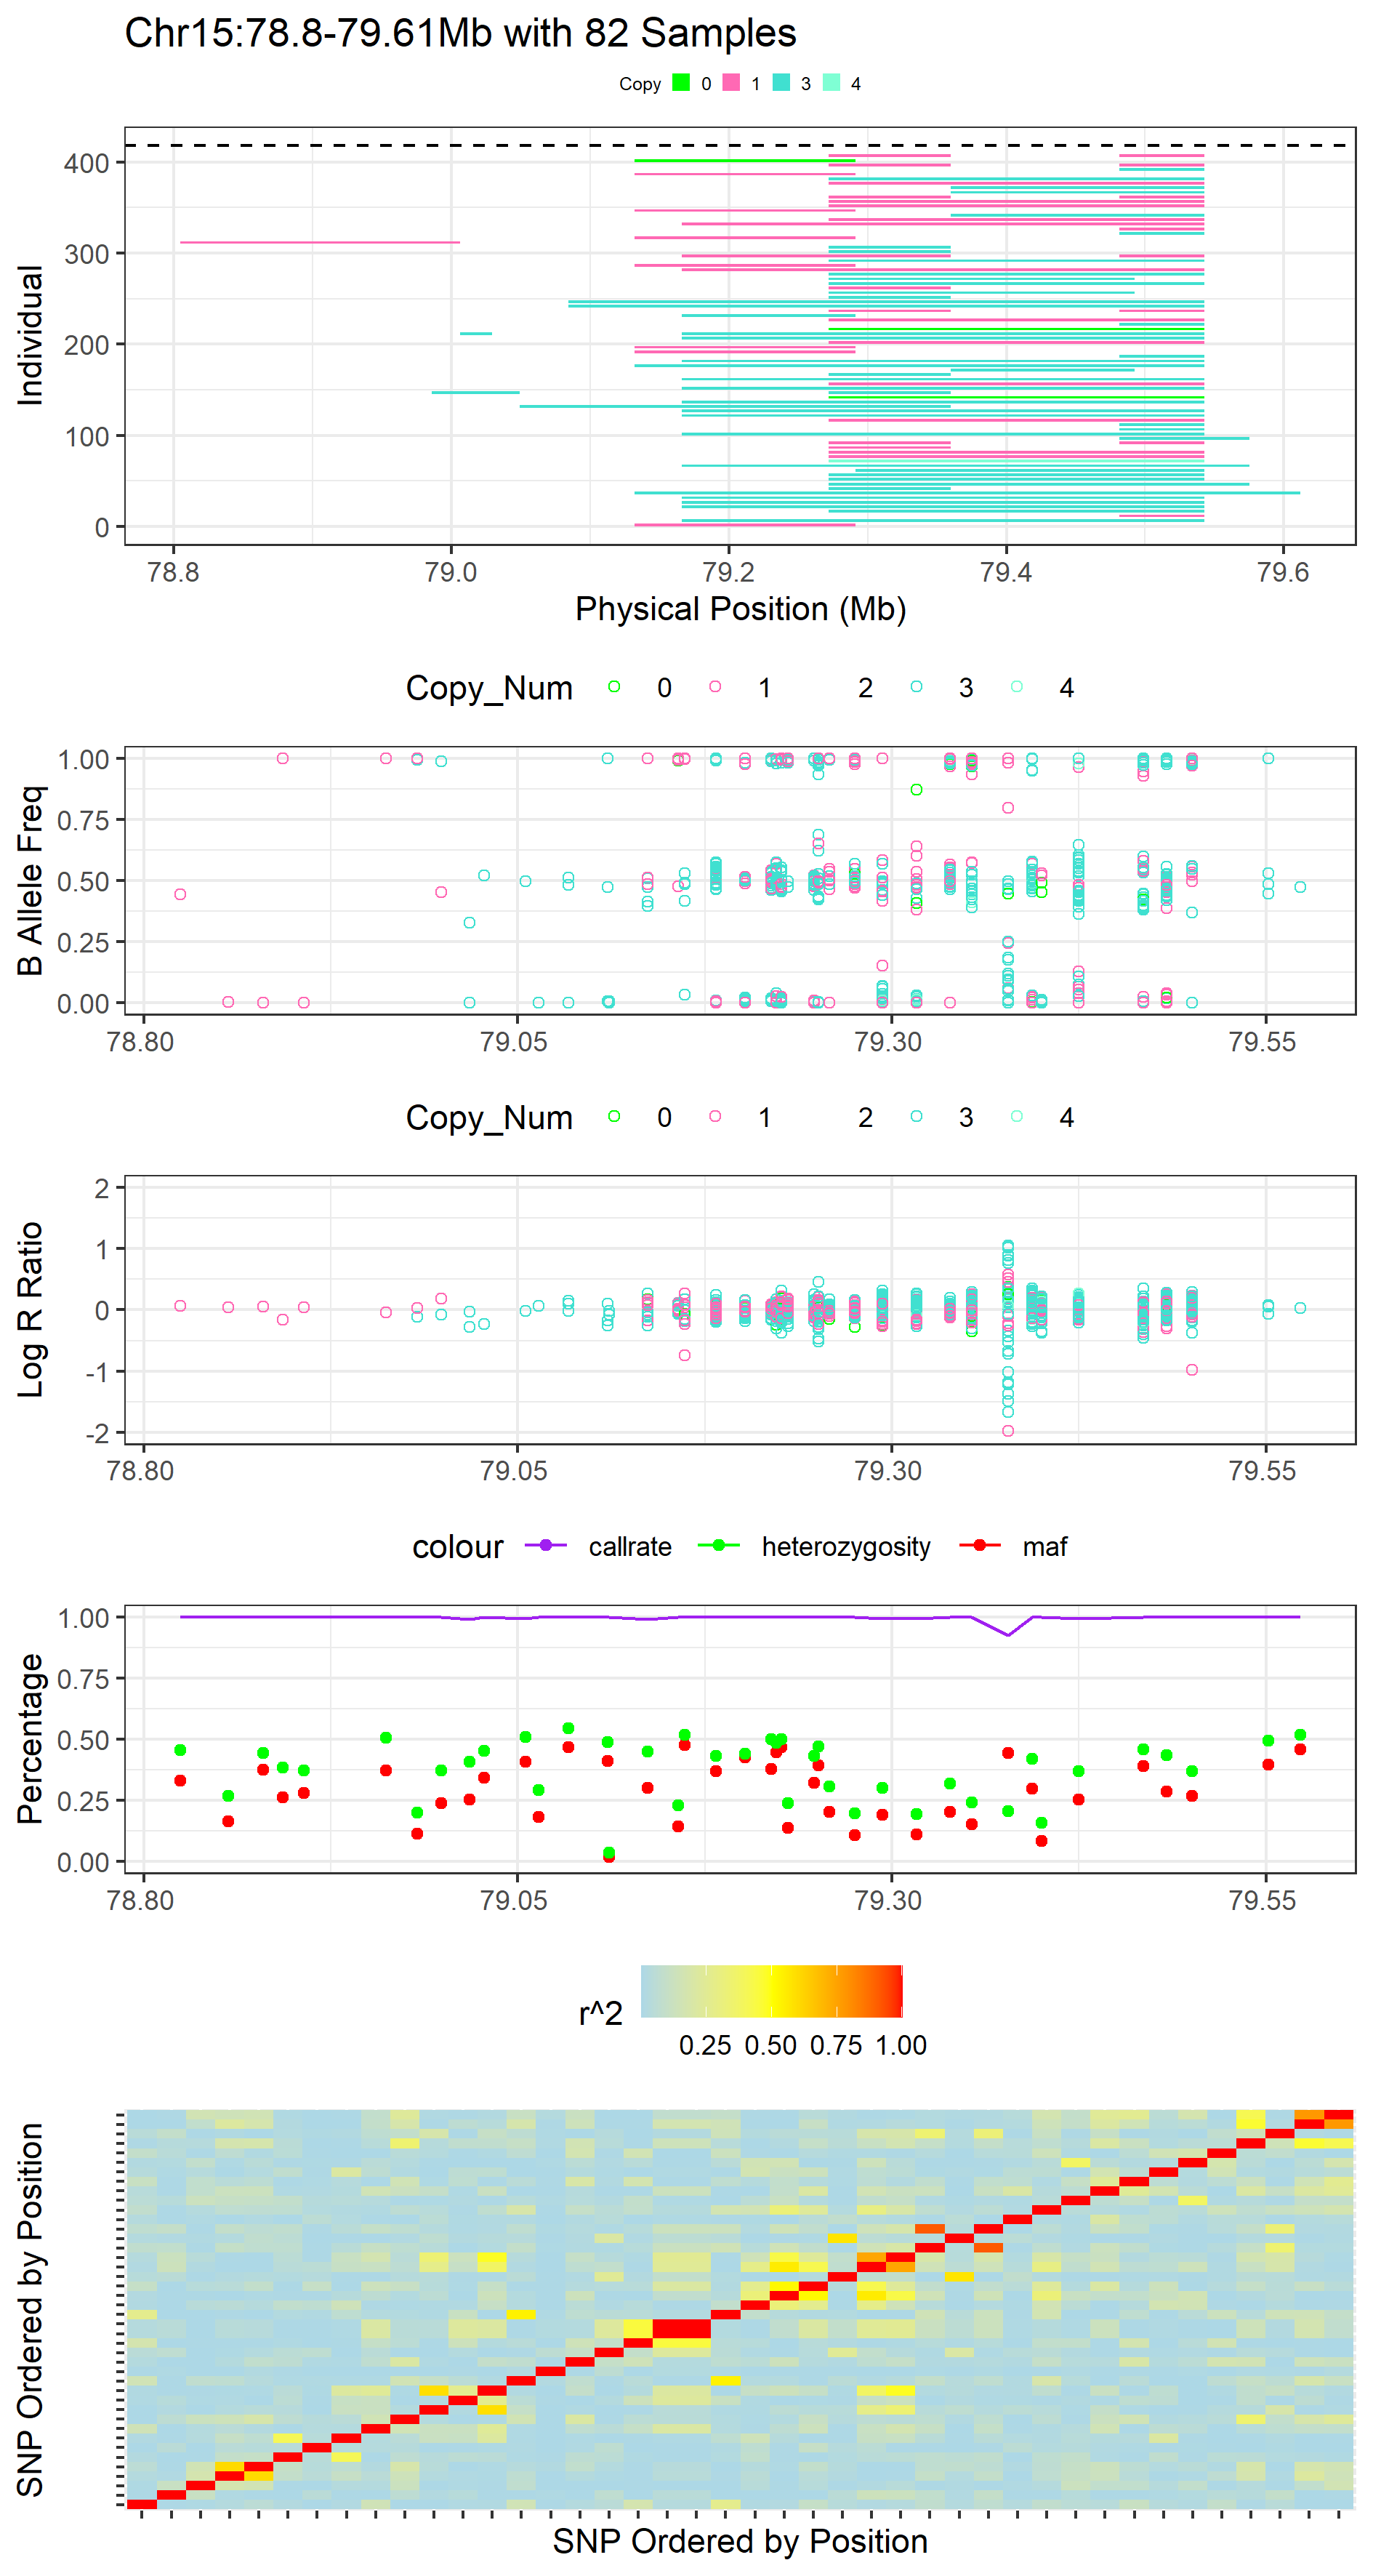 Chr15:78.8-79.61Mb with 82 Samples
Copy 0 1 3 4
Individual
400
300
200
100
0
78.8 79.0 79.2 79.4 79.6
Physical Position (Mb)
Copy_Num 0 1 2 3 4
B Allele Freq
1.00
0.75
0.50
0.25
0.00
78.80 79.05 79.30 79.55
Copy_Num 0 1 2 3 4
Log R Ratio
2
1
0
-1
-2
78.80 79.05 79.30 79.55
colour callrate heterozygosity maf
Percentage
1.00
0.75
0.50
0.25
0.00
78.80 79.05 79.30 79.55
r^2
0.25 0.50 0.75 1.00
SNP Ordered by Position
SNP Ordered by Position